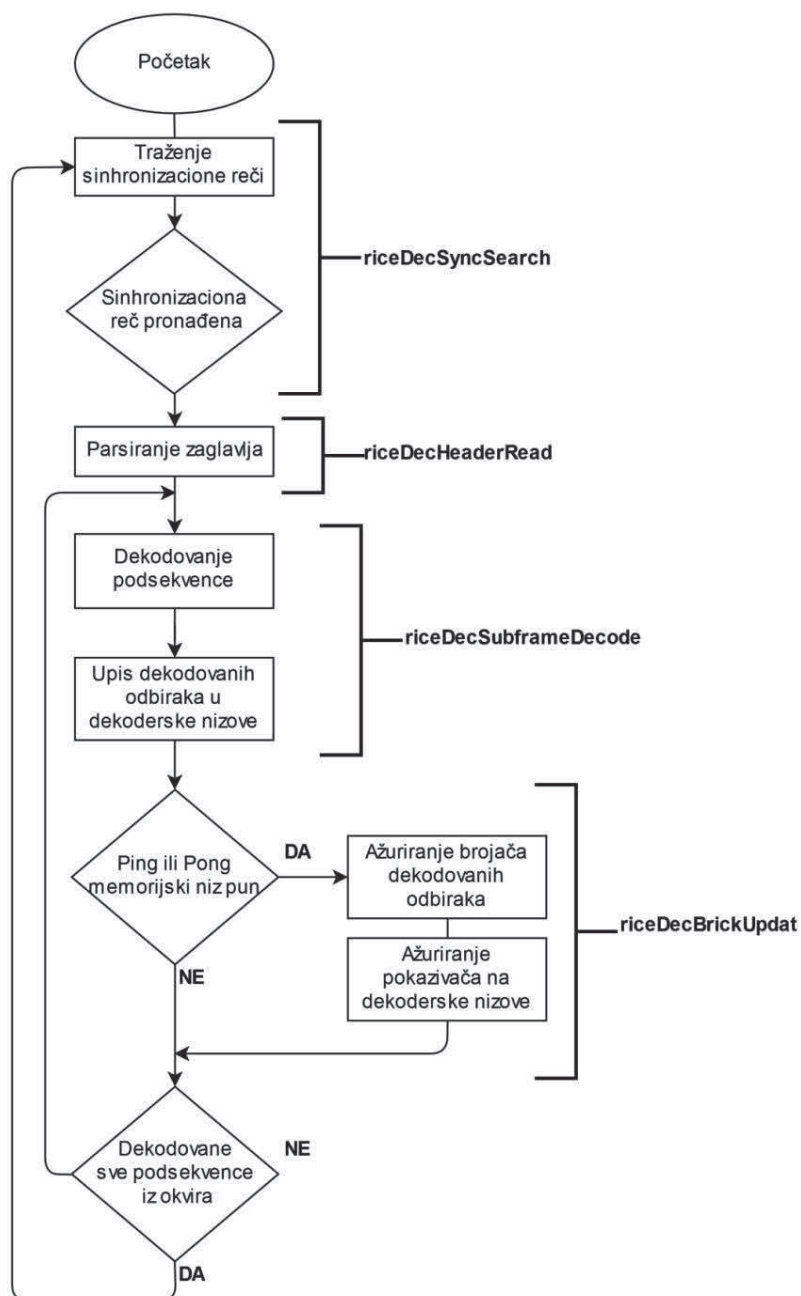 Početak
Traženje
sinhronizacione reči
riceDecSyncSearch
Sinhronizaciona
reč pronađena
Parsiranje zaglavlja
riceDecHeaderRead
Dekodovanje
podsekvence
riceDecSubframeDecode
Upis dekodovanih
odbiraka u
dekoderske nizove
Ping ili Pong
memorijski niz pun
DA
Ažuriranje brojača
dekodovanih
odbiraka
riceDecBrickUpdat
Ažuriranje
pokazivača na
dekoderske nizove
NE
Dekodovane
sve podsekvence
iz okvira
NE
DA